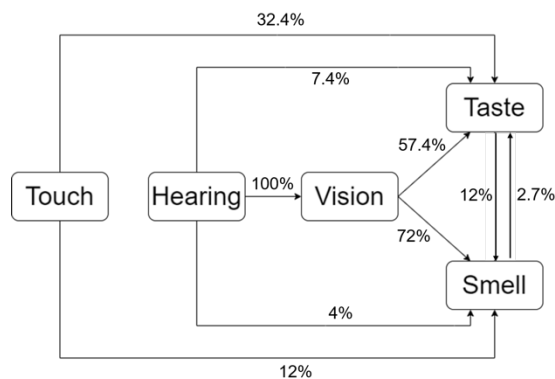 32.4%
7.4%
Taste
57.4%
Touch
Hearing
100%
Vision
12%
2.7%
72%
Smell
4%
12%